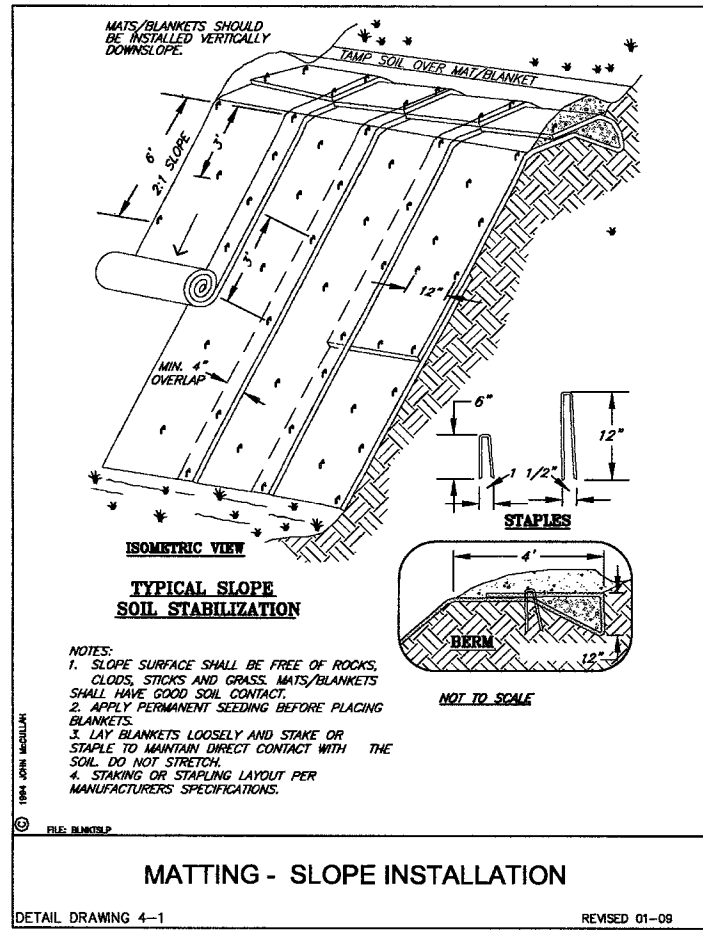 MATS/BLANKETS SHOULD
BE INSTALLED VERTICALLY
DOWNSLOPE.
TAMP SOIL OVER MAT/BLANKET
6'
2:1 SLOPE
3'
3'
12"
MIN. 4"
OVERLAP
6"
12"
1 1/2"
STAPLES
ISOMETRIC VIEW
TYPICAL SLOPE
SOIL STABILIZATION
4'
BERM
12"
NOT TO SCALE
NOTES:
1. SLOPE SURFACE SHALL BE FREE OF ROCKS,
CLODS, STICKS AND GRASS. MATS/BLANKETS
SHALL HAVE GOOD SOIL CONTACT.
2. APPLY PERMANENT SEEDING BEFORE PLACING
BLANKETS.
3. LAY BLANKETS LOOSELY AND STAKE OR
STAPLE TO MAINTAIN DIRECT CONTACT WITH THE
SOIL. DO NOT STRETCH.
4. STAKING OR STAPLING LAYOUT PER
MANUFACTURERS SPECIFICATIONS.
© 1994 JOHN McCULLAH
FILE: BLNKTSLP
MATTING - SLOPE INSTALLATION
DETAIL DRAWING 4-1
REVISED 01-09